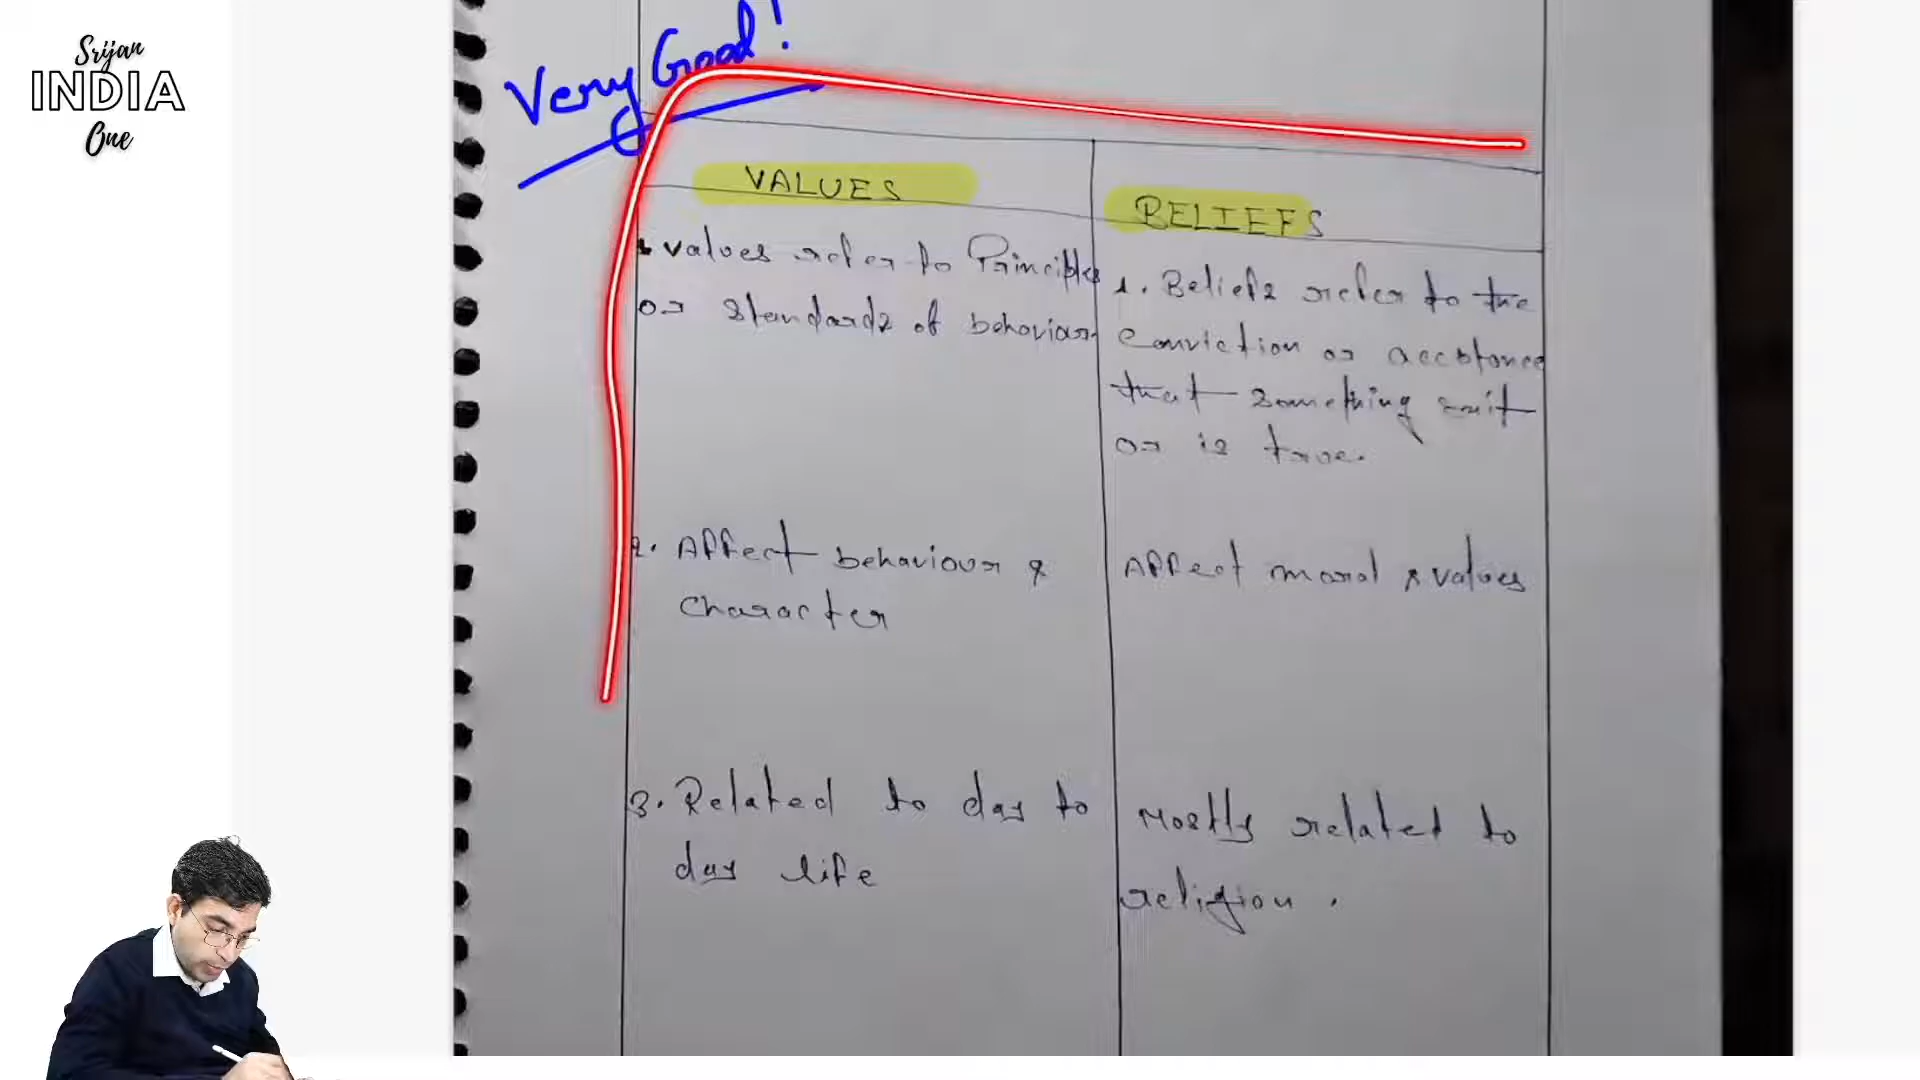 Srijan
INDIA
One
Very Good!
VALUES
BELIEFS
1 values refer to Principles
or standards of behaviour
2. Affect behaviour &
character
3. Related to day to
day life
1. Beliefs refer to the
Conviction or acceptance
that something
or is true.
Affect moral & values
Mostly related to
religion.